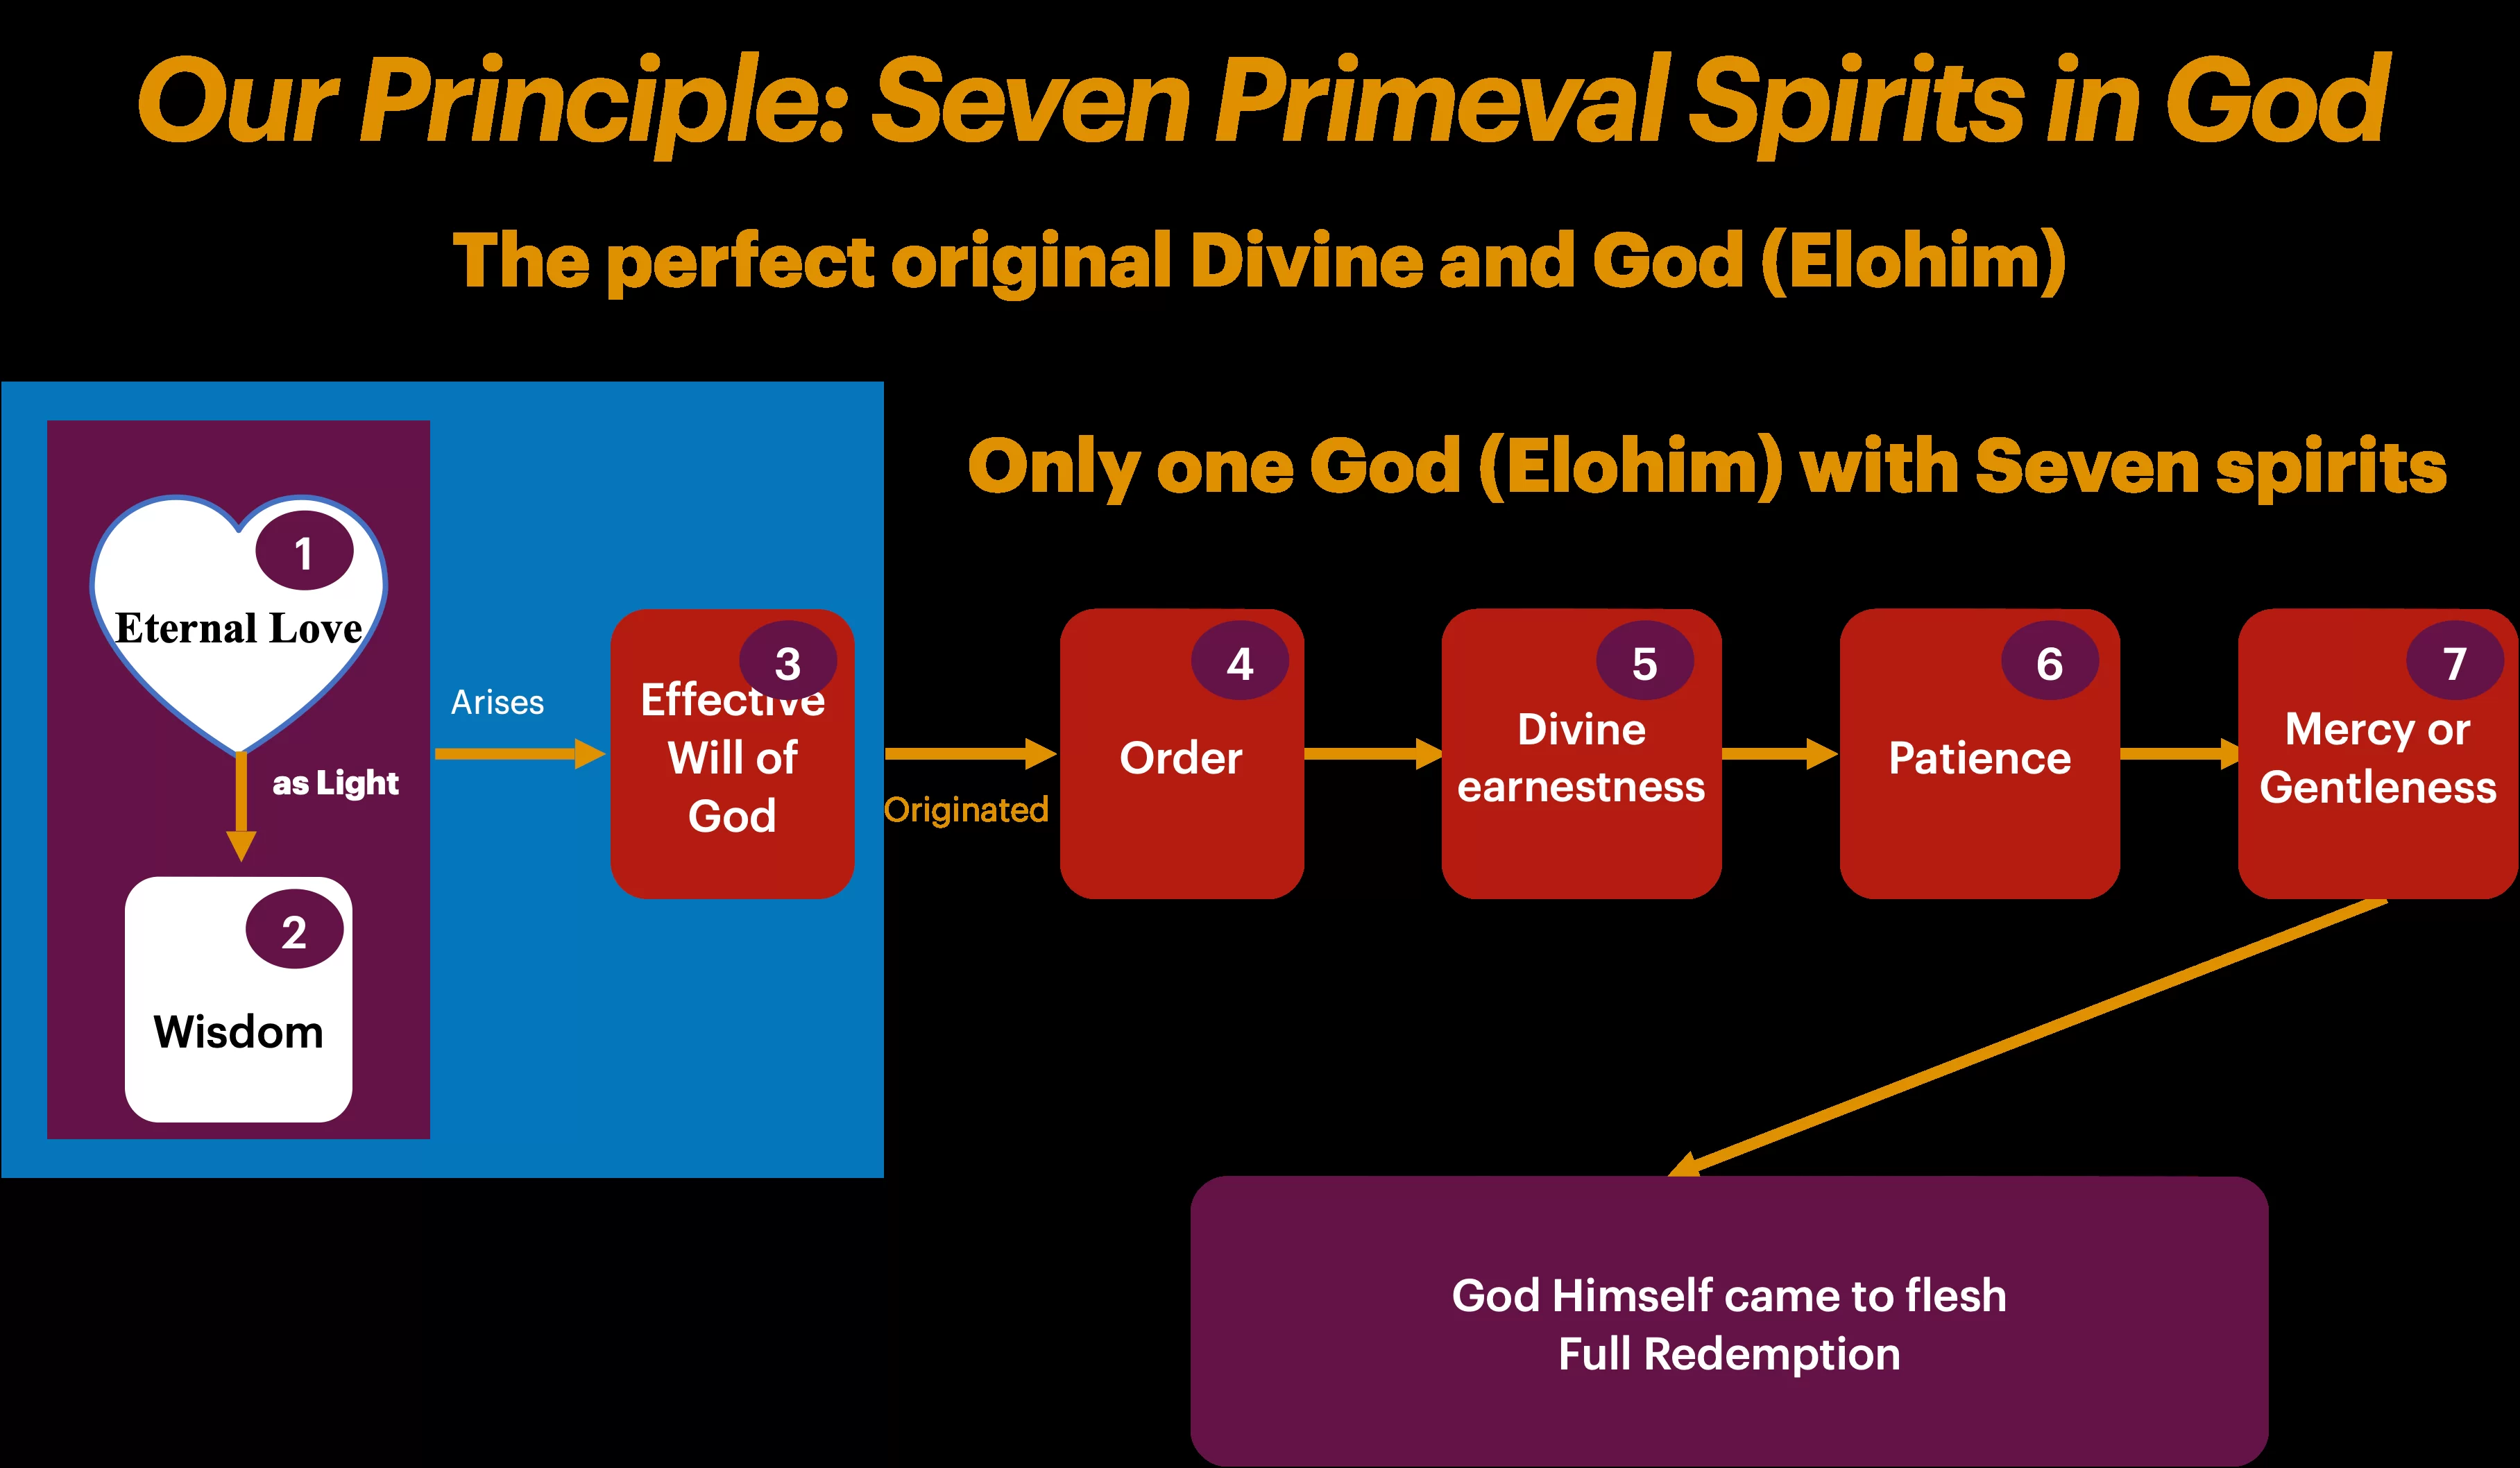 Our Principle: Seven Primeval Spirits in God
The perfect original Divine and God (Elohim)
Only one God (Elohim) with Seven spirits
1
Eternal Love
as Light
2
Wisdom
Arises
3
Effective
Will of
God
Originated
4
Order
5
Divine
earnestness
6
Patience
7
Mercy or
Gentleness
God Himself came to flesh
Full Redemption